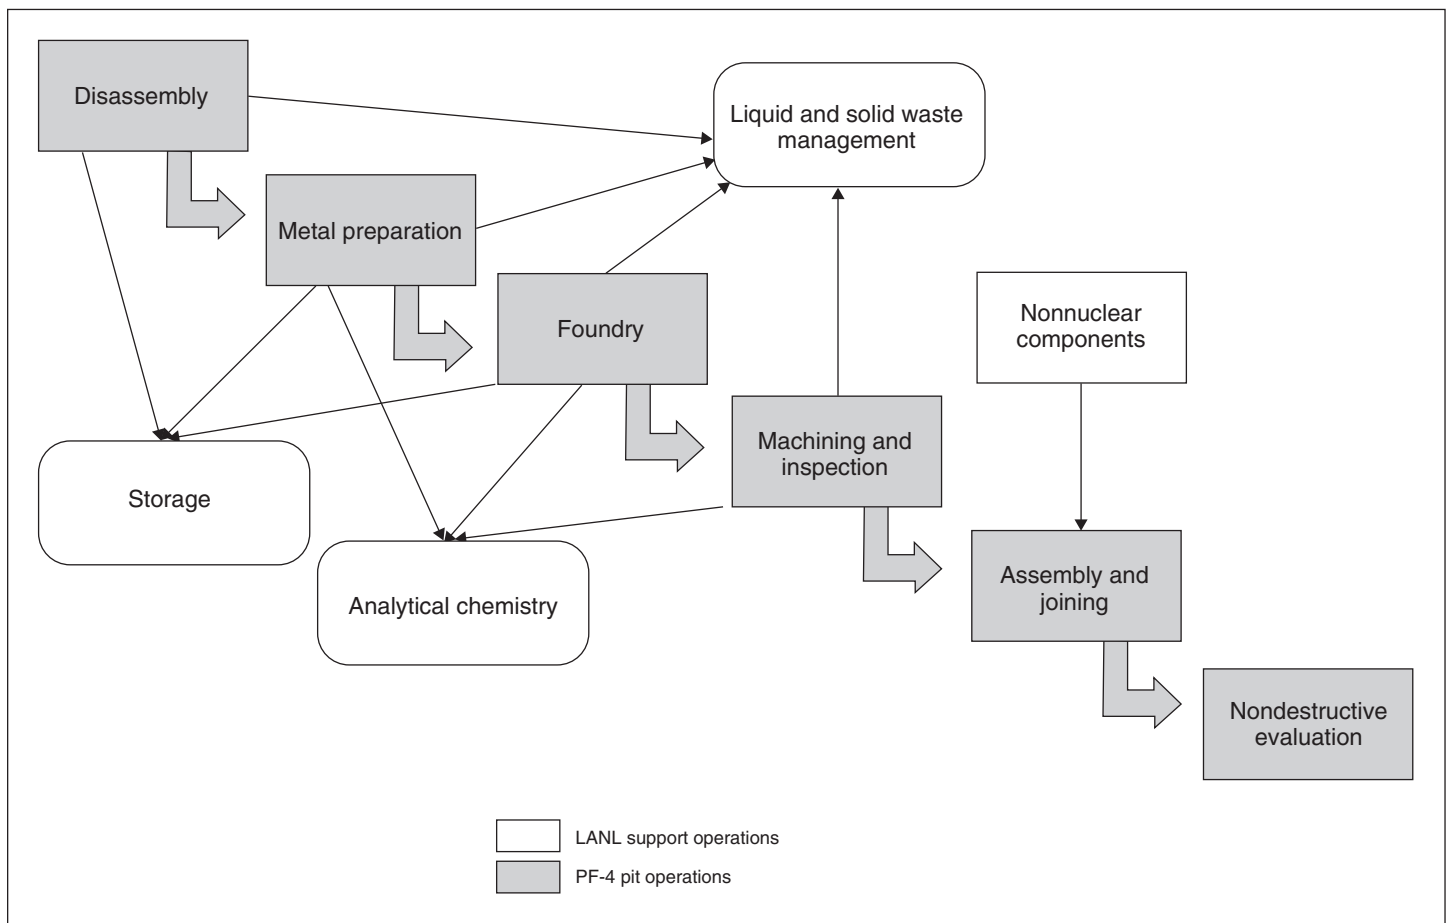 Disassembly
Liquid and solid waste
management
Metal preparation
Foundry
Nonnuclear
components
Machining and
inspection
Storage
Assembly and
joining
Analytical chemistry
Nondestructive
evaluation
LANL support operations
PF-4 pit operations